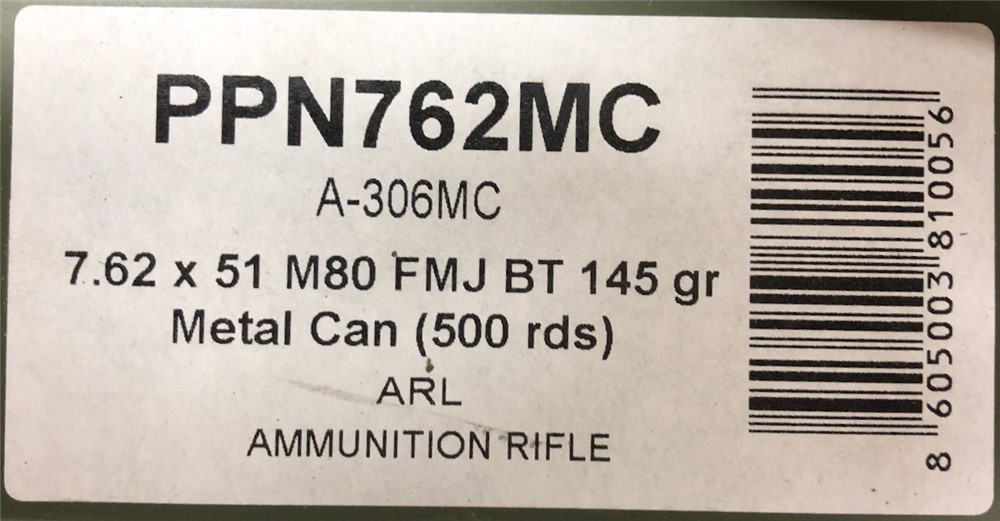 PPN762MC
A-306MC
7.62 x 51 M80 FMJ BT 145 gr
Metal Can (500 rds)
ARL
AMMUNITION RIFLE
8 605003 810056